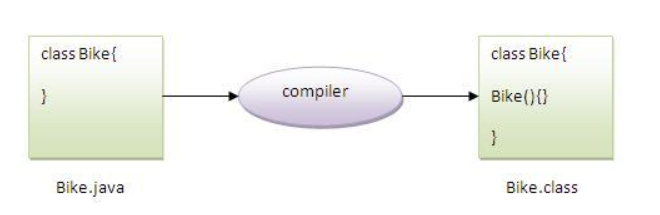 class Bike{
}
Bike.java
compiler
class Bike{
Bike(){}
}
Bike.class